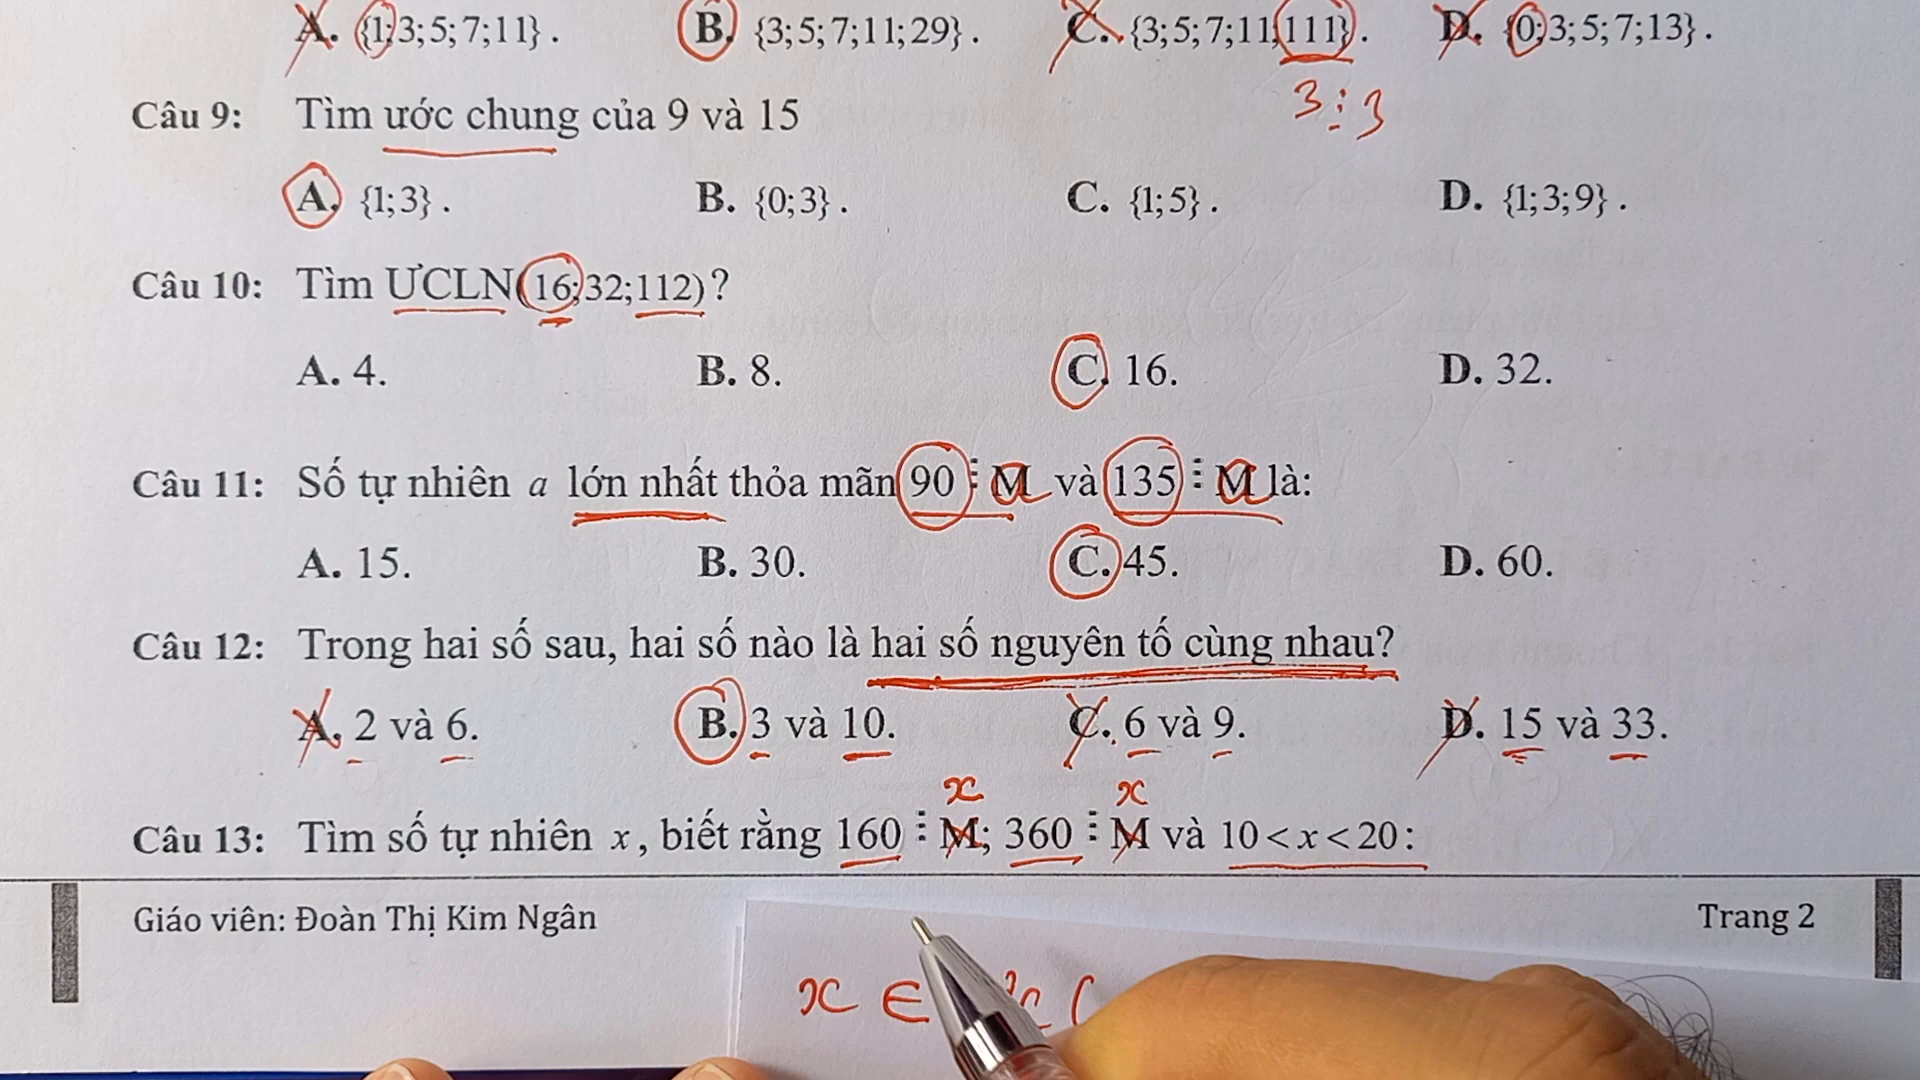 A. {1;3;5;7;11}. B. {3;5;7;11;29}. C. {3;5;7;11;111}. D. {0;3;5;7;13}.
3⋮3
Câu 9: Tìm ước chung của 9 và 15
A. {1;3}. B. {0;3}. C. {1;5}. D. {1;3;9}.
Câu 10: Tìm ƯCLN(16;32;112)?
A. 4. B. 8. C. 16. D. 32.
Câu 11: Số tự nhiên a lớn nhất thỏa mãn 90 ⋮ M a và 135 ⋮ M a là:
A. 15. B. 30. C. 45. D. 60.
Câu 12: Trong hai số sau, hai số nào là hai số nguyên tố cùng nhau?
A. 2 và 6. B. 3 và 10. C. 6 và 9. D. 15 và 33.
x x
Câu 13: Tìm số tự nhiên x, biết rằng 160 ⋮ M; 360 ⋮ M và 10 < x < 20:
Giáo viên: Đoàn Thị Kim Ngân Trang 2
x ∈ (